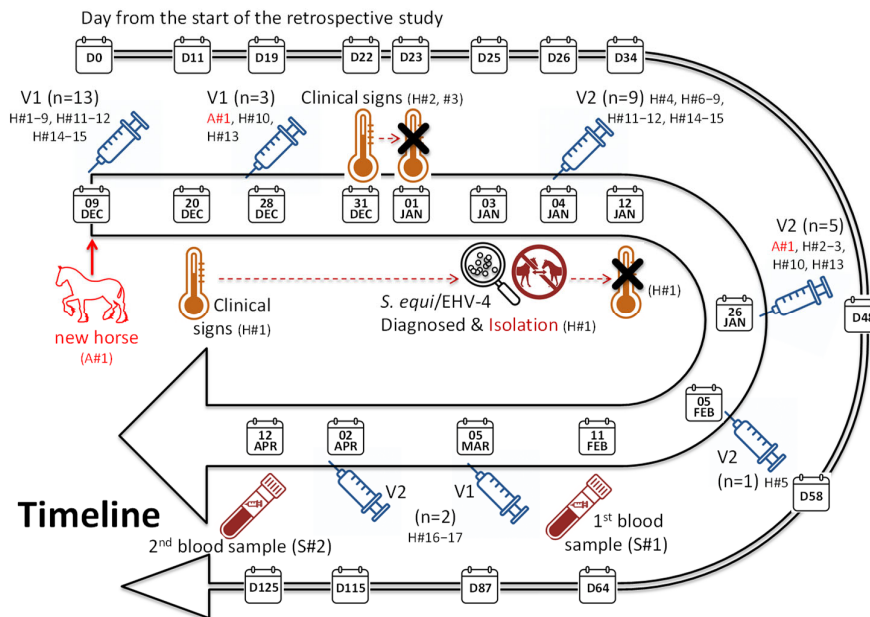 Day from the start of the retrospective study
D0
D11
D19
D22
D23
D25
D26
D34
V1 (n=13)
H#1–9, H#11–12
H#14–15
V1 (n=3)
A#1, H#10,
H#13
Clinical signs (H#2, #3)
V2 (n=9) H#4, H#6–9,
H#11–12, H#14–15
09
DEC
20
DEC
28
DEC
31
DEC
01
JAN
03
JAN
04
JAN
12
JAN
V2 (n=5)
A#1, H#2–3,
H#10, H#13
new horse
(A#1)
Clinical
signs (H#1)
S. equi/EHV-4
Diagnosed & Isolation (H#1)
(H#1)
26
JAN
D48
05
FEB
V2
(n=1) H#5
D58
12
APR
02
APR
05
MAR
11
FEB
Timeline
2nd blood sample (S#2)
V2
V1
(n=2)
H#16–17
1st blood
sample (S#1)
D125
D115
D87
D64